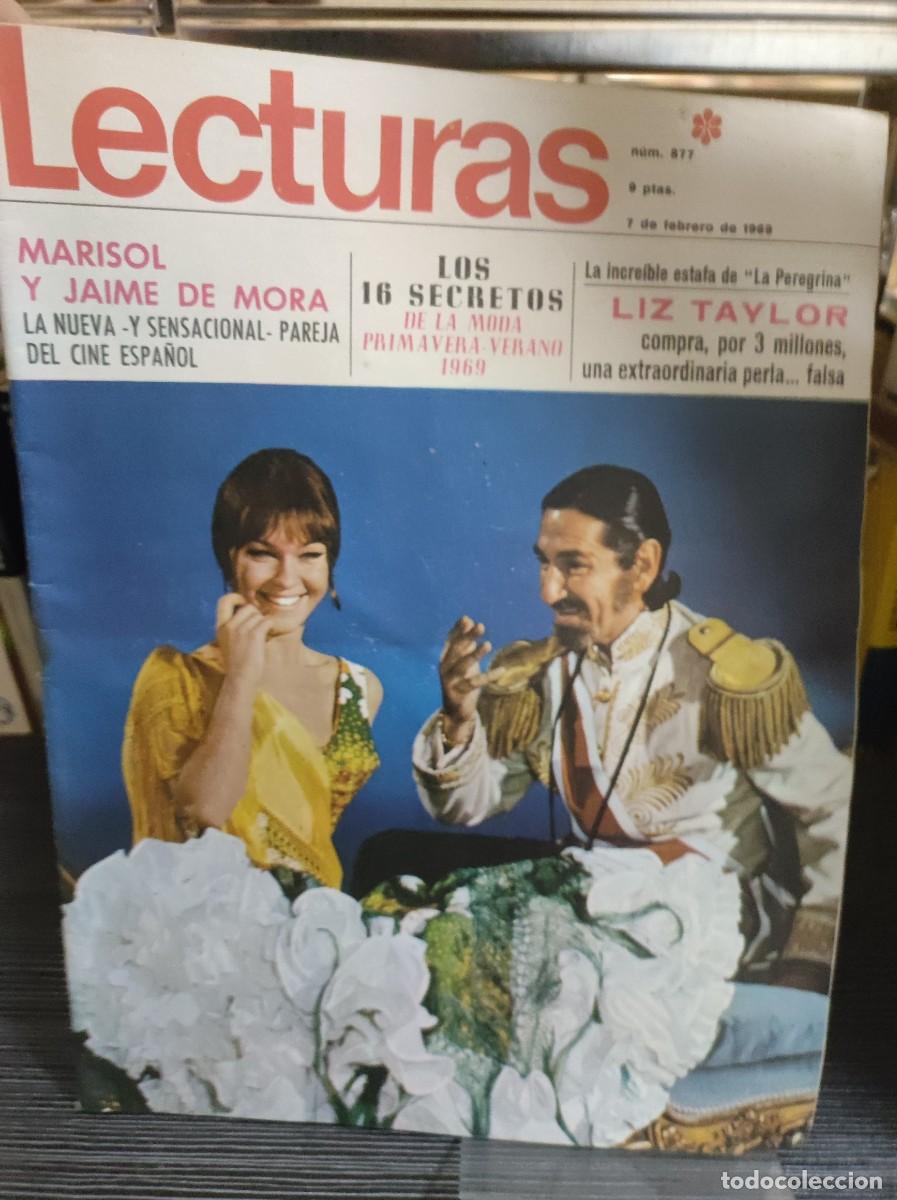 Lecturas
núm. 877
9 ptas.
7 de febrero de 1969
MARISOL
Y JAIME DE MORA
LA NUEVA -Y SENSACIONAL- PAREJA
DEL CINE ESPAÑOL
LOS
16 SECRETOS
DE LA MODA
PRIMAVERA-VERANO
1969
La increíble estafa de "La Peregrina"
LIZ TAYLOR
compra, por 3 millones,
una extraordinaria perla... falsa
todocoleccion